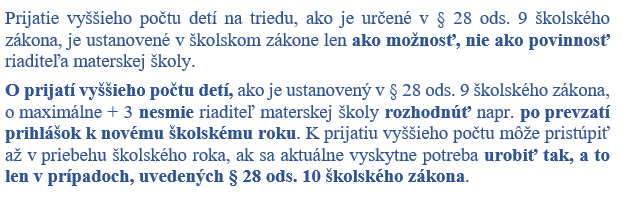 Prijatie vyššieho počtu detí na triedu, ako je určené v § 28 ods. 9 školského
zákona, je ustanovené v školskom zákone len ako možnosť, nie ako povinnosť
riaditeľa materskej školy.
O prijatí vyššieho počtu detí, ako je ustanovený v § 28 ods. 9 školského zákona,
o maximálne + 3 nesmie riaditeľ materskej školy rozhodnúť napr. po prevzatí
prihlášok k novému školskému roku. K prijatiu vyššieho počtu môže pristúpiť
až v priebehu školského roka, ak sa aktuálne vyskytne potreba urobiť tak, a to
len v prípadoch, uvedených § 28 ods. 10 školského zákona.